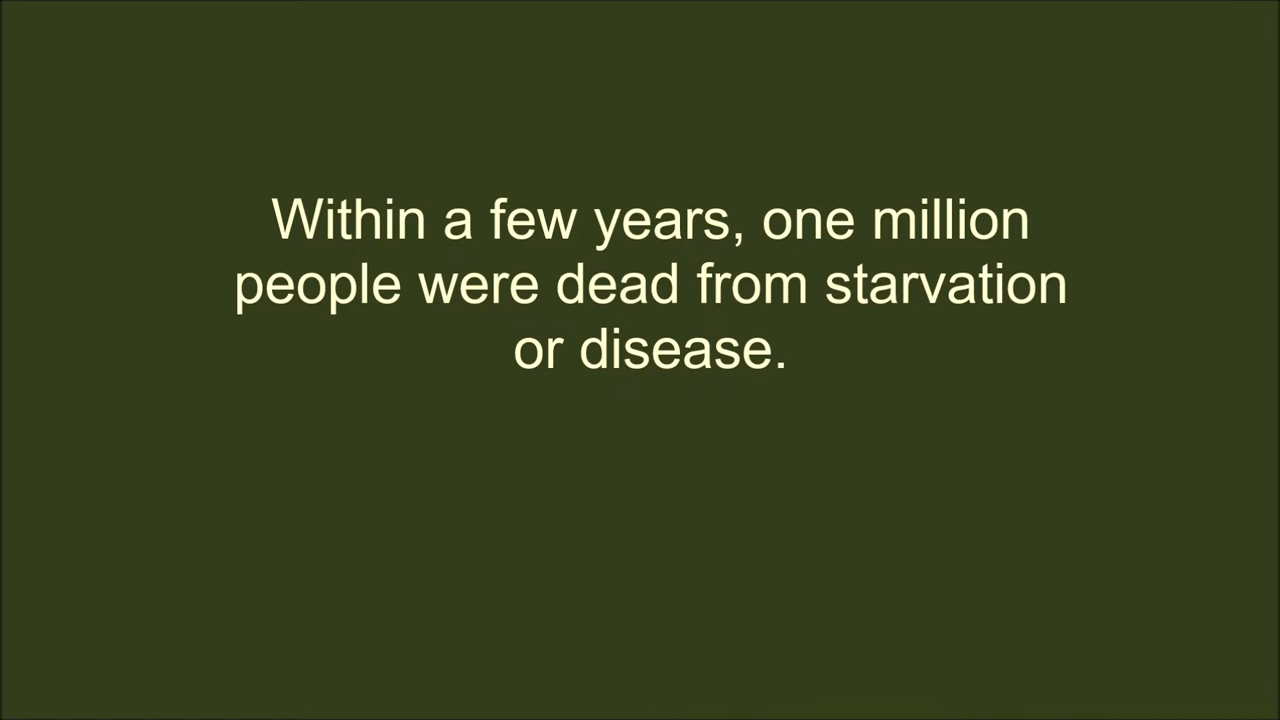 Within a few years, one million
people were dead from starvation
or disease.